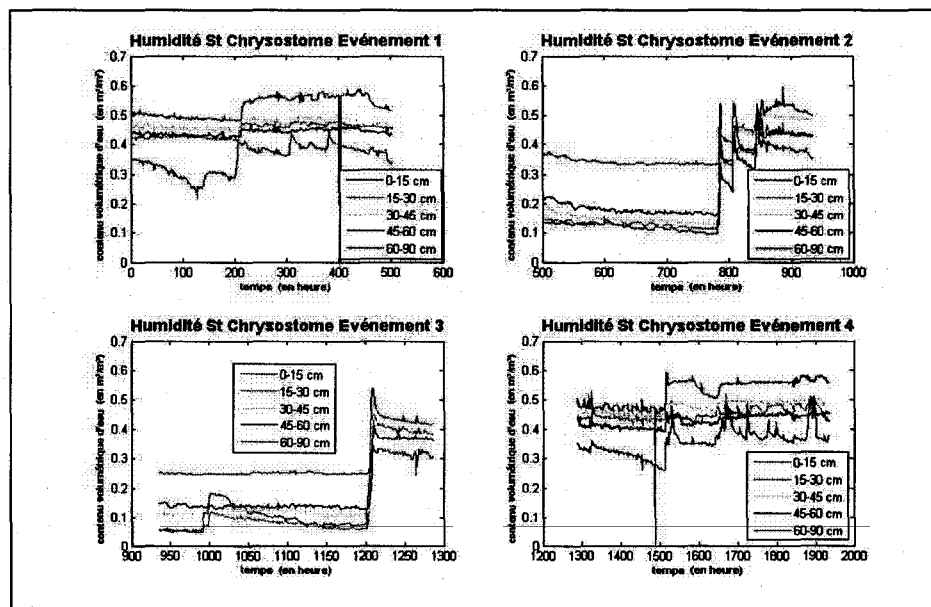 Humidité St Chrysostome Evénement 1
contenu volumétrique d'eau (en m³/m³)
0.7
0.6
0.5
0.4
0.3
0.2
0.1
0
0 100 200 300 400 500 600
temps (en heure)
0-15 cm
15-30 cm
30-45 cm
45-60 cm
60-90 cm
Humidité St Chrysostome Evénement 2
contenu volumétrique d'eau (en m³/m³)
0.7
0.6
0.5
0.4
0.3
0.2
0.1
0
500 600 700 800 900 1000
temps (en heure)
0-15 cm
15-30 cm
30-45 cm
45-60 cm
60-90 cm
Humidité St Chrysostome Evénement 3
contenu volumétrique d'eau (en m³/m³)
0.7
0.6
0.5
0.4
0.3
0.2
0.1
0
900 950 1000 1050 1100 1150 1200 1250 1300
temps (en heure)
0-15 cm
15-30 cm
30-45 cm
45-60 cm
60-90 cm
Humidité St Chrysostome Evénement 4
contenu volumétrique d'eau (en m³/m³)
0.7
0.6
0.5
0.4
0.3
0.2
0.1
0
1200 1300 1400 1500 1600 1700 1800 1900 2000
temps (en heure)
0-15 cm
15-30 cm
30-45 cm
45-60 cm
60-90 cm